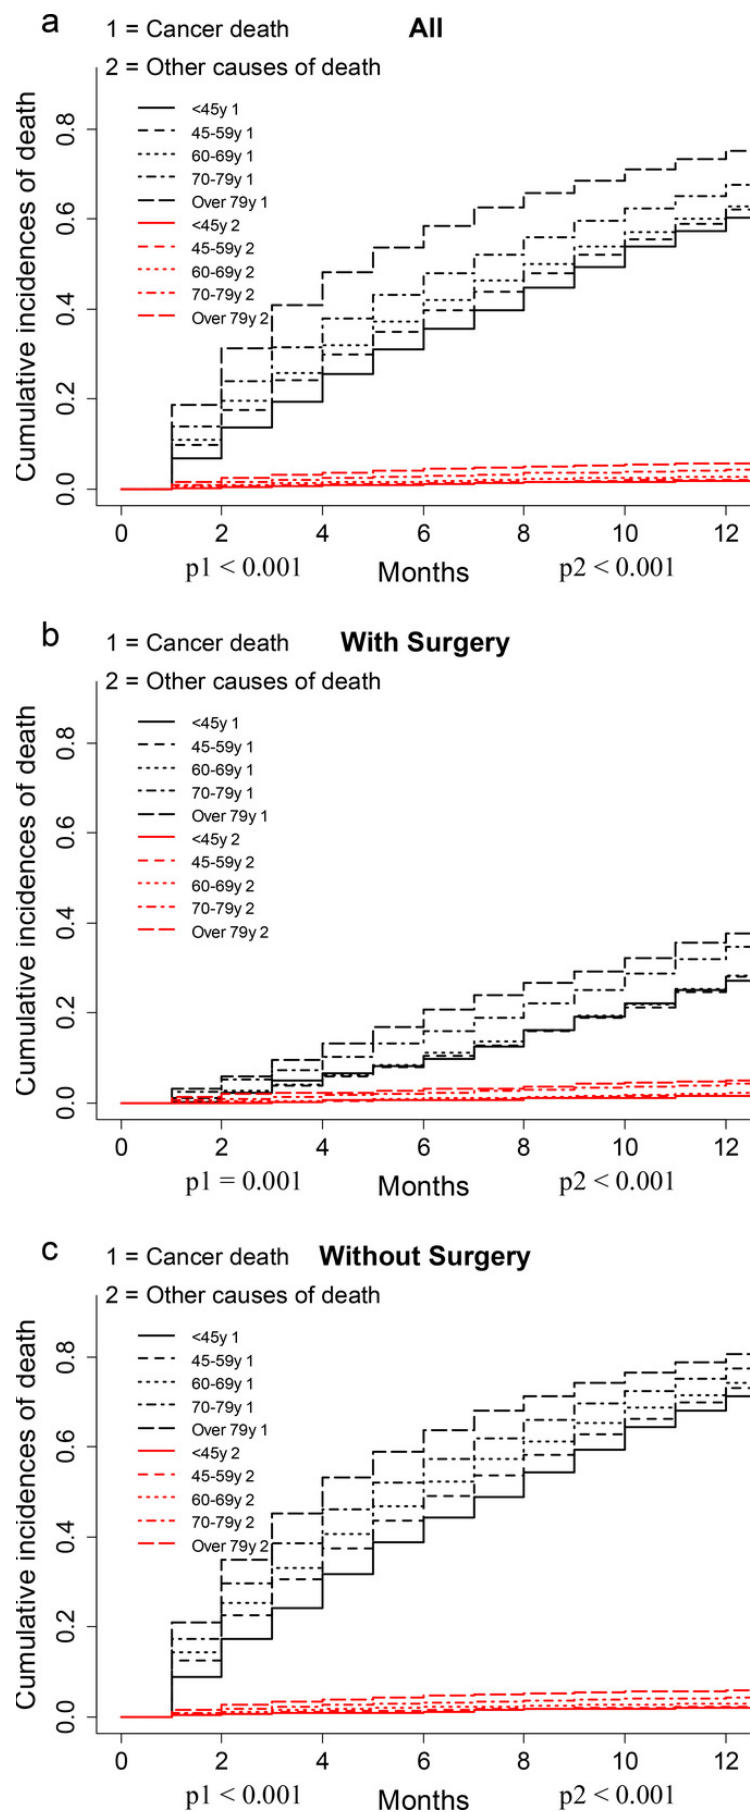 a
1 = Cancer death All
2 = Other causes of death
Cumulative incidences of death
0.8
0.6
0.4
0.2
0.0
<45y 1
45-59y 1
60-69y 1
70-79y 1
Over 79y 1
<45y 2
45-59y 2
60-69y 2
70-79y 2
Over 79y 2
0 2 4 6 8 10 12
p1 < 0.001 Months p2 < 0.001
b
1 = Cancer death With Surgery
2 = Other causes of death
Cumulative incidences of death
0.8
0.6
0.4
0.2
0.0
<45y 1
45-59y 1
60-69y 1
70-79y 1
Over 79y 1
<45y 2
45-59y 2
60-69y 2
70-79y 2
Over 79y 2
0 2 4 6 8 10 12
p1 = 0.001 Months p2 < 0.001
c
1 = Cancer death Without Surgery
2 = Other causes of death
Cumulative incidences of death
0.8
0.6
0.4
0.2
0.0
<45y 1
45-59y 1
60-69y 1
70-79y 1
Over 79y 1
<45y 2
45-59y 2
60-69y 2
70-79y 2
Over 79y 2
0 2 4 6 8 10 12
p1 < 0.001 Months p2 < 0.001